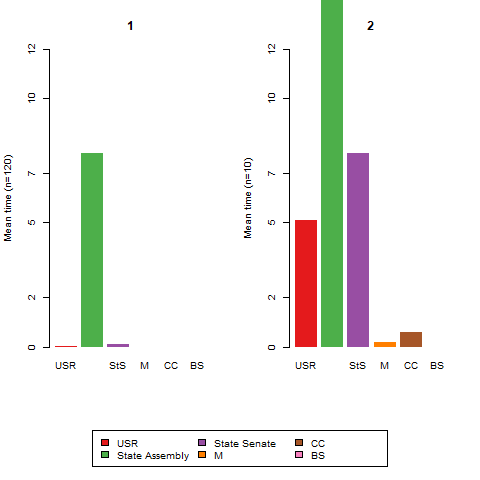 1
2
12
10
7
5
2
0
Mean time (n=120)
USR StS M CC BS
12
10
7
5
2
0
Mean time (n=10)
USR StS M CC BS
USR State Senate CC
State Assembly M BS